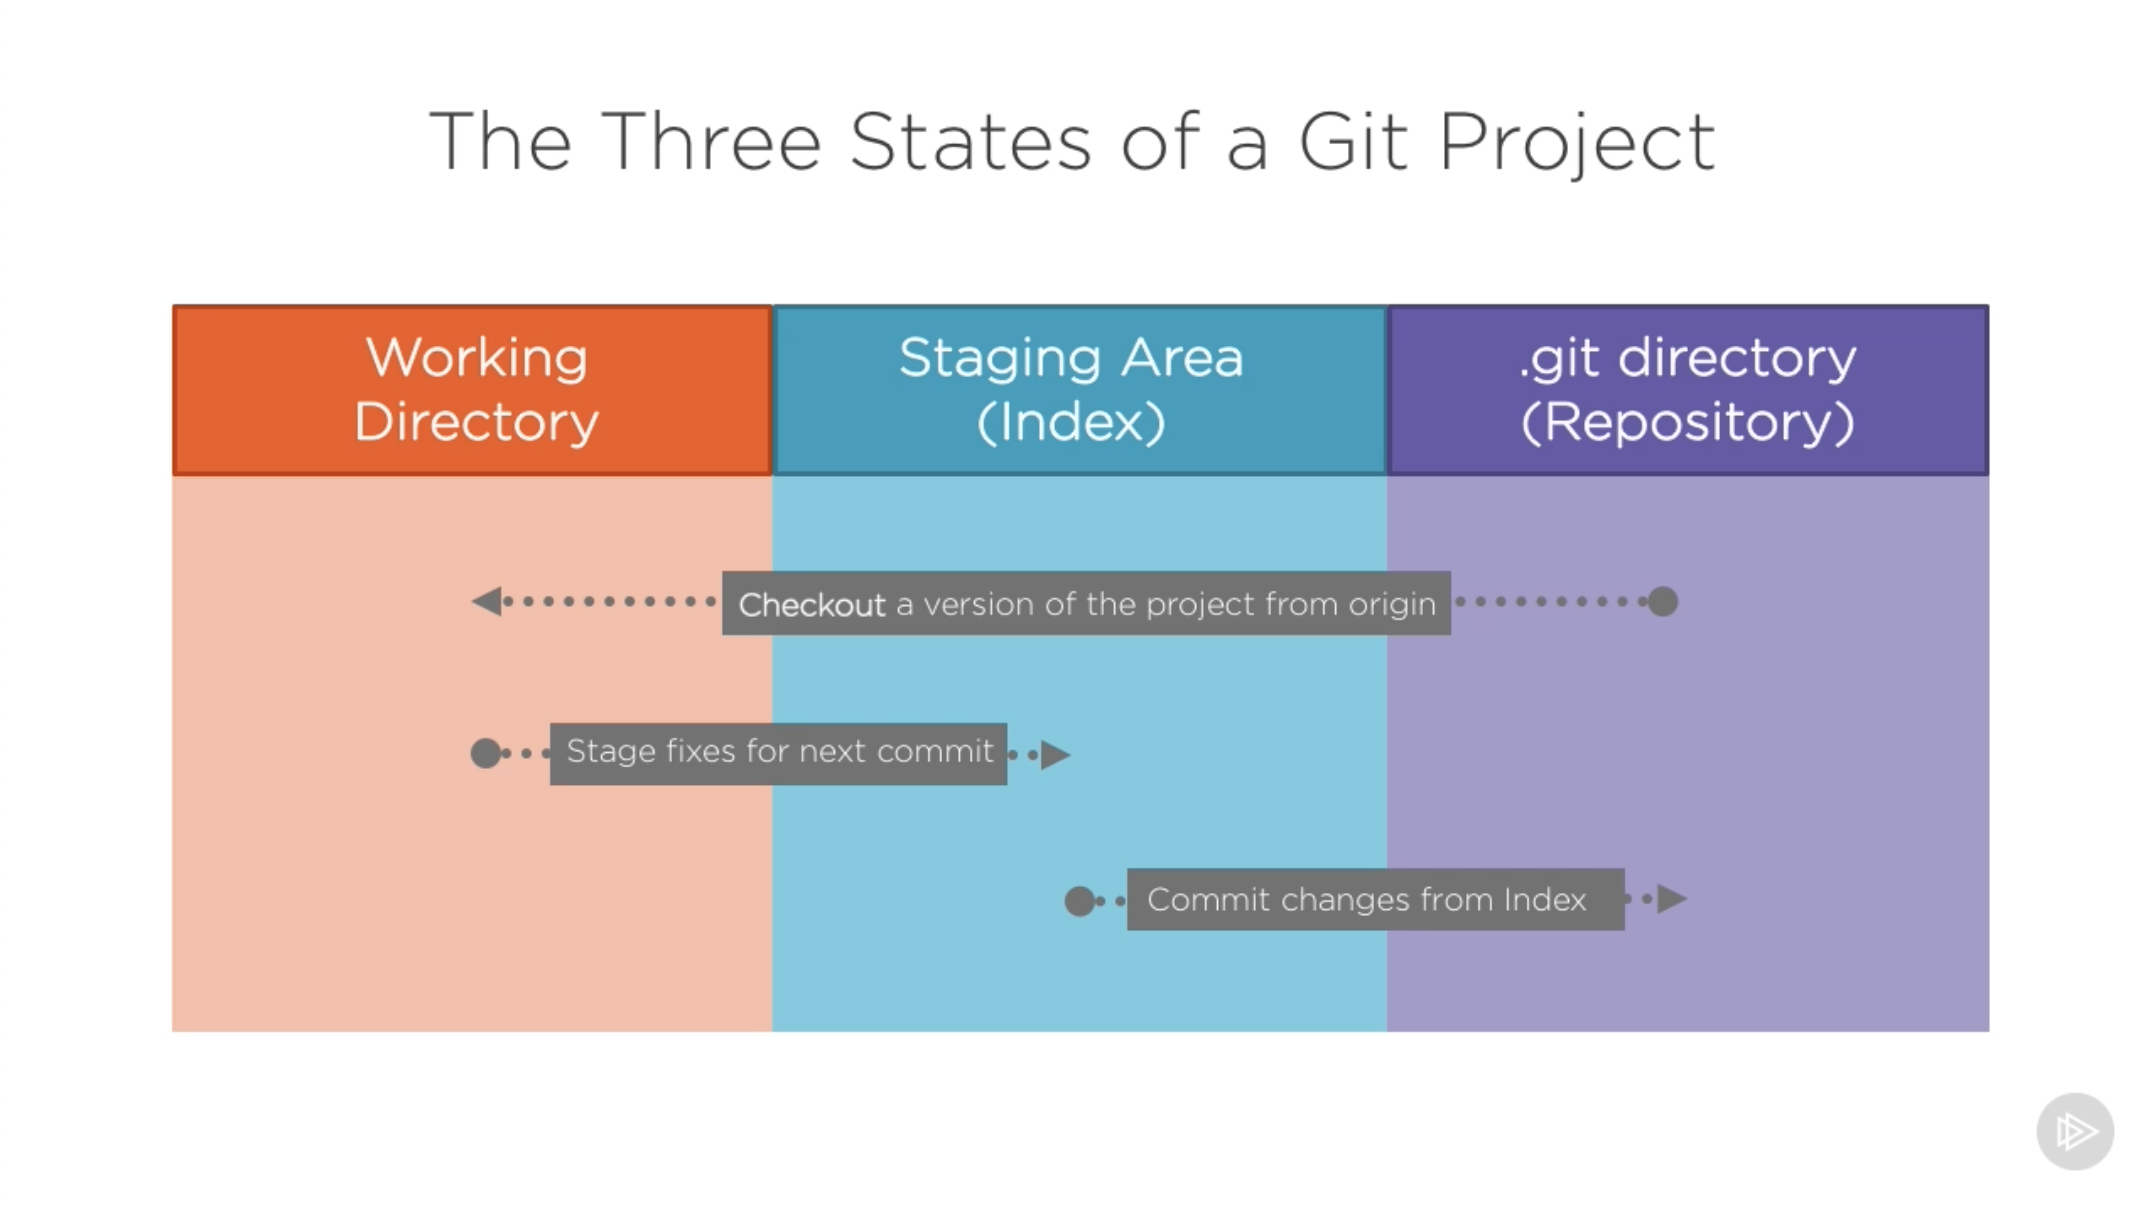 The Three States of a Git Project
Working
Directory
Staging Area
(Index)
.git directory
(Repository)
Checkout a version of the project from origin
Stage fixes for next commit
Commit changes from Index